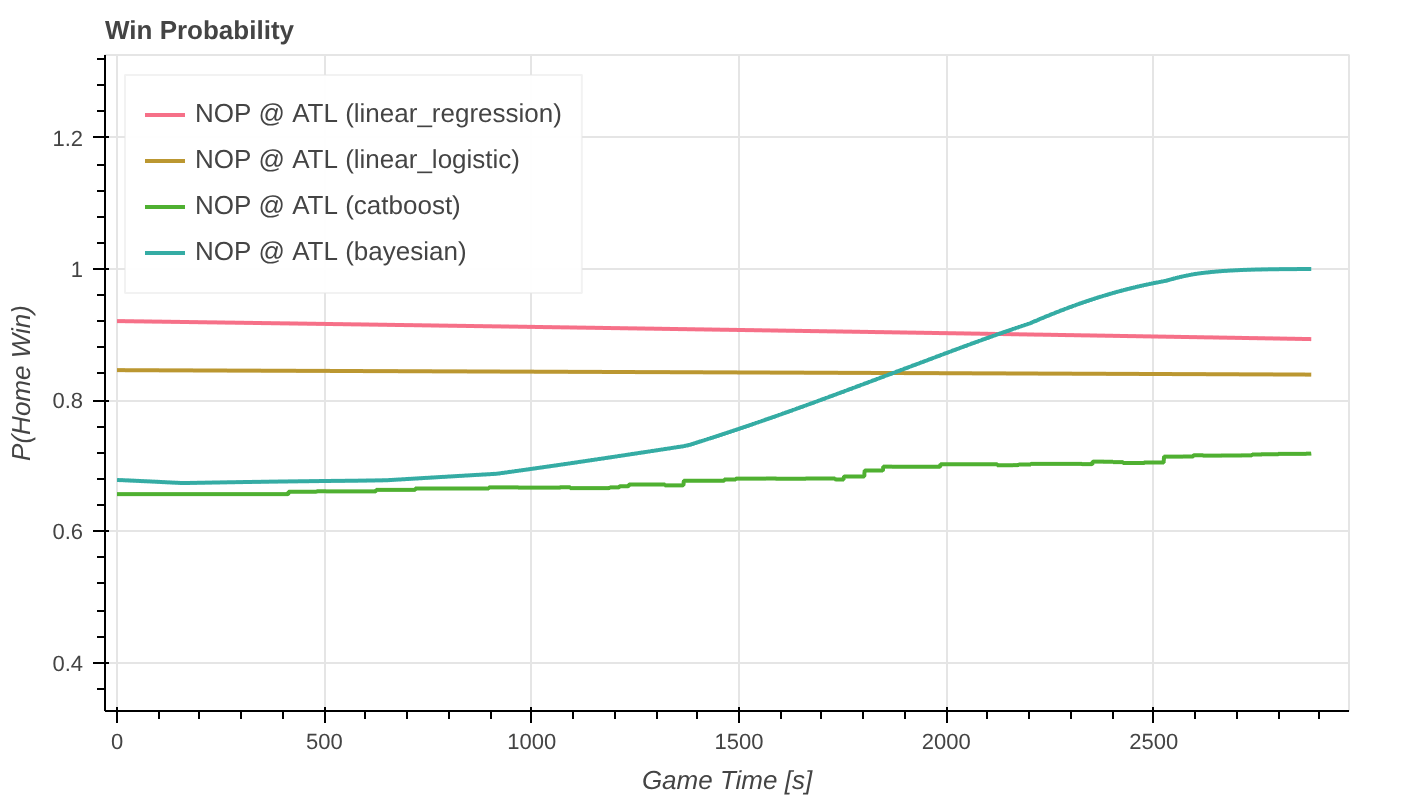 Win Probability
NOP @ ATL (linear_regression)
NOP @ ATL (linear_logistic)
NOP @ ATL (catboost)
NOP @ ATL (bayesian)
P(Home Win)
1.2
1
0.8
0.6
0.4
0 500 1000 1500 2000 2500
Game Time [s]